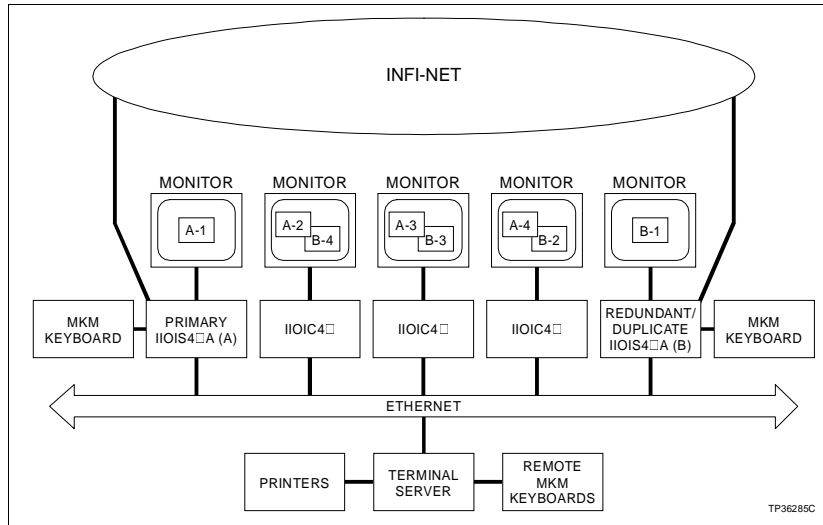 INFI-NET
MONITOR
MONITOR
MONITOR
MONITOR
MONITOR
A-1
A-2
B-4
A-3
B-3
A-4
B-2
B-1
MKM
KEYBOARD
PRIMARY
IIOIS4□A (A)
IIOIC4□
IIOIC4□
IIOIC4□
REDUNDANT/
DUPLICATE
IIOIS4□A (B)
MKM
KEYBOARD
ETHERNET
PRINTERS
TERMINAL
SERVER
REMOTE
MKM
KEYBOARDS
TP36285C